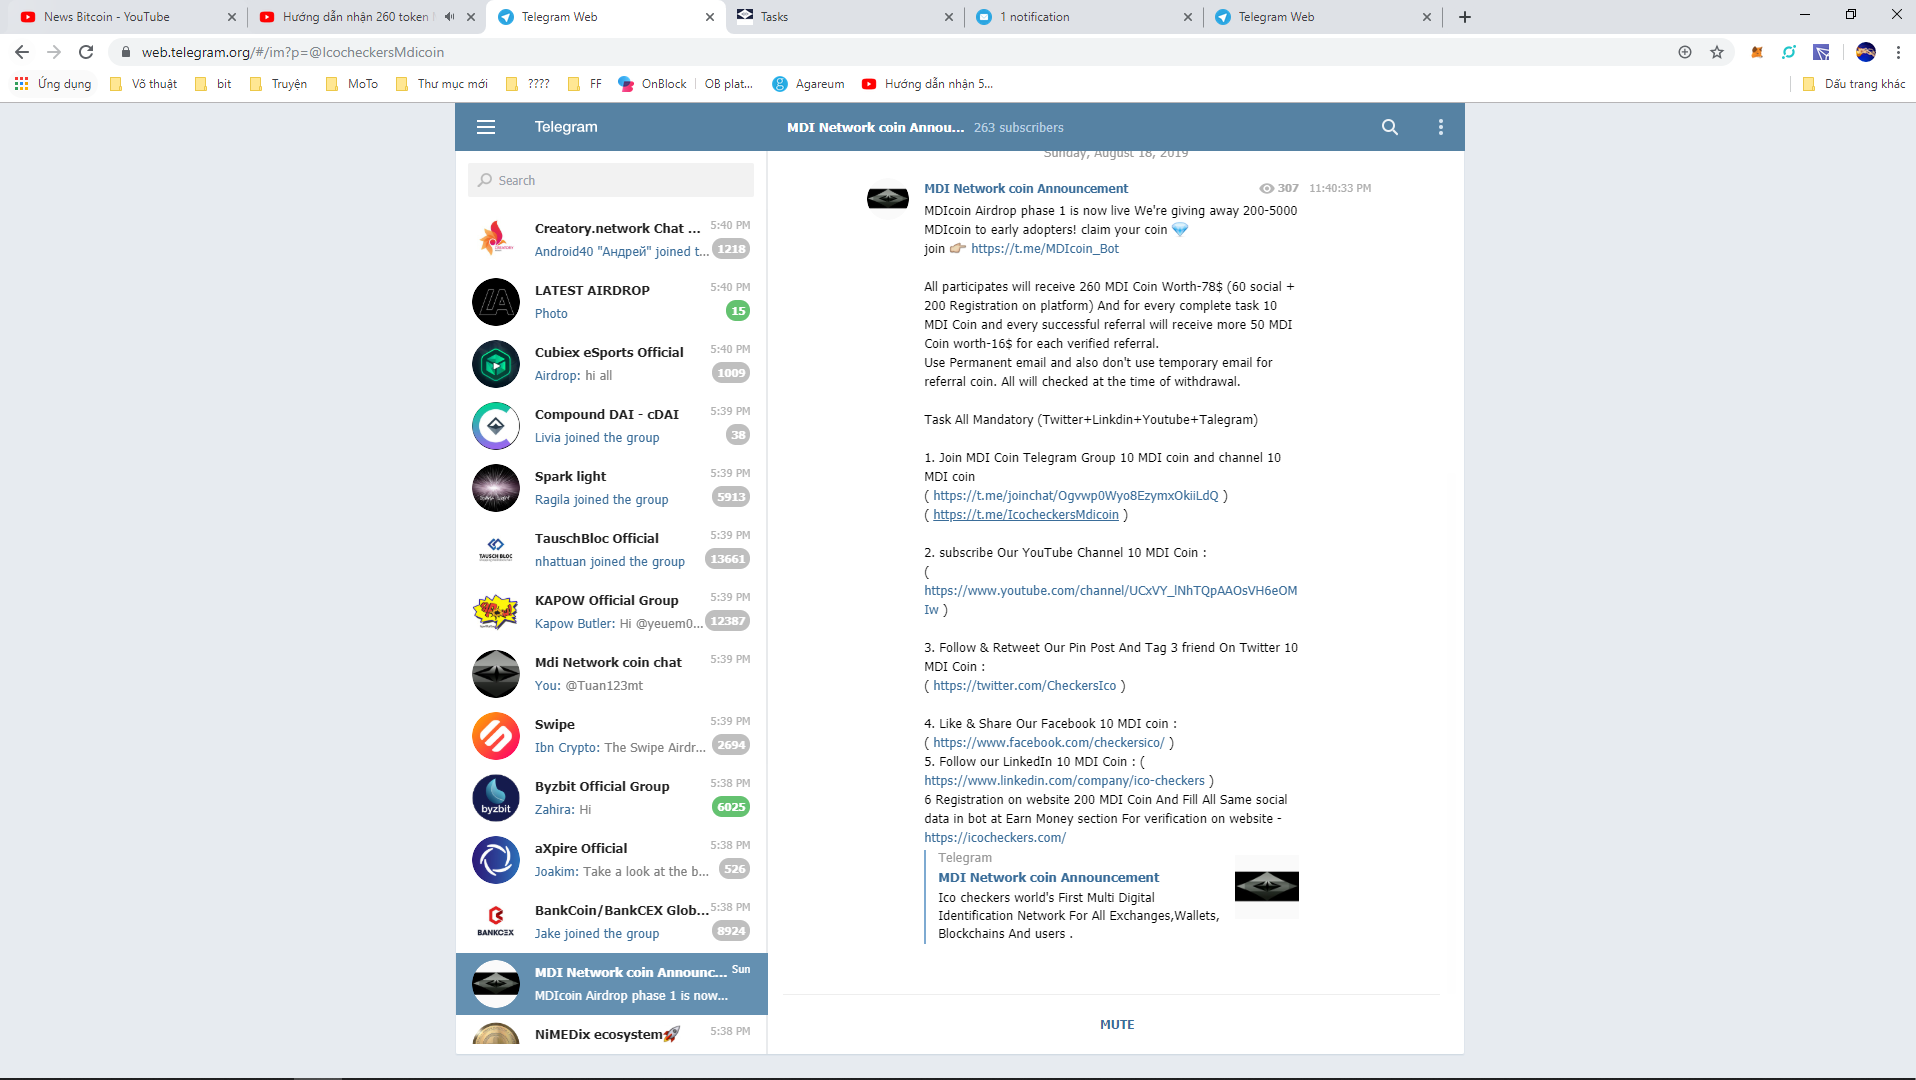 News Bitcoin - YouTube
Hướng dẫn nhận 260 token
Telegram Web
Tasks
1 notification
Telegram Web
web.telegram.org/#/im?p=@IcocheckersMdicoin
Ứng dụng
Võ thuật
bit
Truyện
MoTo
Thư mục mới
????
FF
OnBlock
OB plat...
Agareum
Hướng dẫn nhận 5...
Dấu trang khác
Telegram
MDI Network coin Annou... 263 subscribers
Search
Creatory.network Chat ... 5:40 PM
Android40 "Андрей" joined t... 1218
LATEST AIRDROP 5:40 PM
Photo 15
Cubiex eSports Official 5:40 PM
Airdrop: hi all 1009
Compound DAI - cDAI 5:39 PM
Livia joined the group 38
Spark light 5:39 PM
Ragila joined the group 5913
TAUSCH BLOC
TauschBloc Official 5:39 PM
nhattuan joined the group 13661
KAPOW Official Group 5:39 PM
Kapow Butler: Hi @yeuem0... 12387
Mdi Network coin chat 5:39 PM
You: @Tuan123mt
Swipe 5:39 PM
Ibn Crypto: The Swipe Airdr... 2694
byzbit
Byzbit Official Group 5:38 PM
Zahira: Hi 6025
aXpire Official 5:38 PM
Joakim: Take a look at the b... 526
BANKCEX
BankCoin/BankCEX Glob... 5:38 PM
Jake joined the group 8924
MDI Network coin Announc... Sun
MDIcoin Airdrop phase 1 is now...
NiMEDix ecosystem🚀 5:38 PM
Sunday, August 18, 2019
MDI Network coin Announcement 307 11:40:33 PM
MDIcoin Airdrop phase 1 is now live We're giving away 200-5000
MDIcoin to early adopters! claim your coin 💎
join 👉🏼 https://t.me/MDIcoin_Bot
All participates will receive 260 MDI Coin Worth-78$ (60 social +
200 Registration on platform) And for every complete task 10
MDI Coin and every successful referral will receive more 50 MDI
Coin worth-16$ for each verified referral.
Use Permanent email and also don't use temporary email for
referral coin. All will checked at the time of withdrawal.
Task All Mandatory (Twitter+Linkdin+Youtube+Talegram)
1. Join MDI Coin Telegram Group 10 MDI coin and channel 10
MDI coin
( https://t.me/joinchat/Ogvwp0Wyo8EzymxOkiiLdQ )
( https://t.me/IcocheckersMdicoin )
2. subscribe Our YouTube Channel 10 MDI Coin :
(
https://www.youtube.com/channel/UCxVY_lNhTQpAAOsVH6eOM
Iw )
3. Follow & Retweet Our Pin Post And Tag 3 friend On Twitter 10
MDI Coin :
( https://twitter.com/CheckersIco )
4. Like & Share Our Facebook 10 MDI coin :
( https://www.facebook.com/checkersico/ )
5. Follow our LinkedIn 10 MDI Coin : (
https://www.linkedin.com/company/ico-checkers )
6 Registration on website 200 MDI Coin And Fill All Same social
data in bot at Earn Money section For verification on website -
https://icocheckers.com/
Telegram
MDI Network coin Announcement
Ico checkers world's First Multi Digital
Identification Network For All Exchanges,Wallets,
Blockchains And users .
MUTE